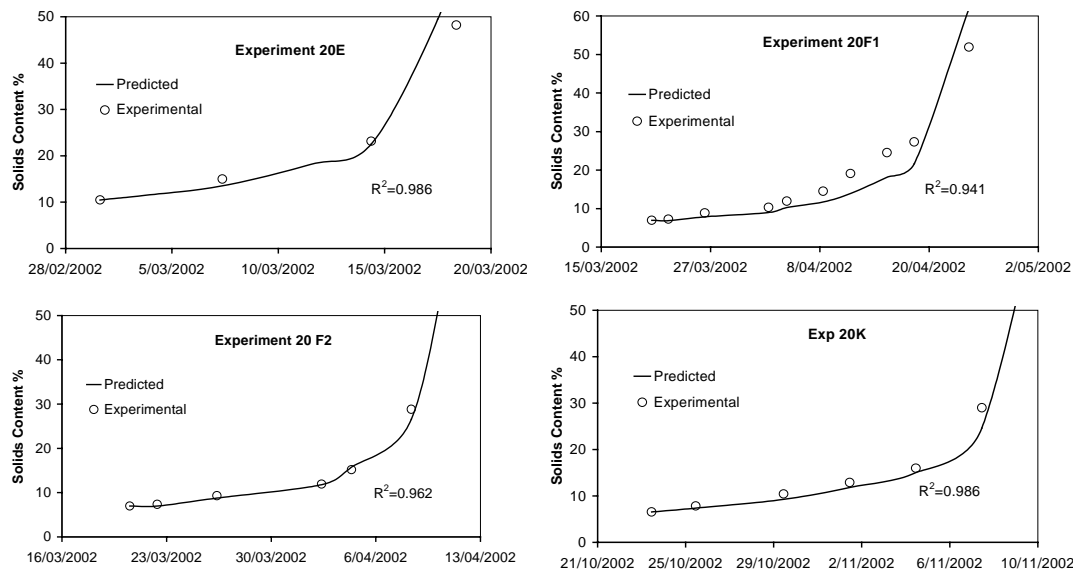 Experiment 20E
Solids Content %
50
40
30
20
10
0
Predicted
Experimental
R²=0.986
28/02/2002 5/03/2002 10/03/2002 15/03/2002 20/03/2002
Experiment 20F1
Solids Content %
60
50
40
30
20
10
0
Predicted
Experimental
R²=0.941
15/03/2002 27/03/2002 8/04/2002 20/04/2002 2/05/2002
Experiment 20 F2
Solids Content %
50
40
30
20
10
0
Predicted
Experimental
R²=0.962
16/03/2002 23/03/2002 30/03/2002 6/04/2002 13/04/2002
Exp 20K
Solids Content %
50
40
30
20
10
0
Predicted
Experimental
R²=0.986
21/10/2002 25/10/2002 29/10/2002 2/11/2002 6/11/2002 10/11/2002